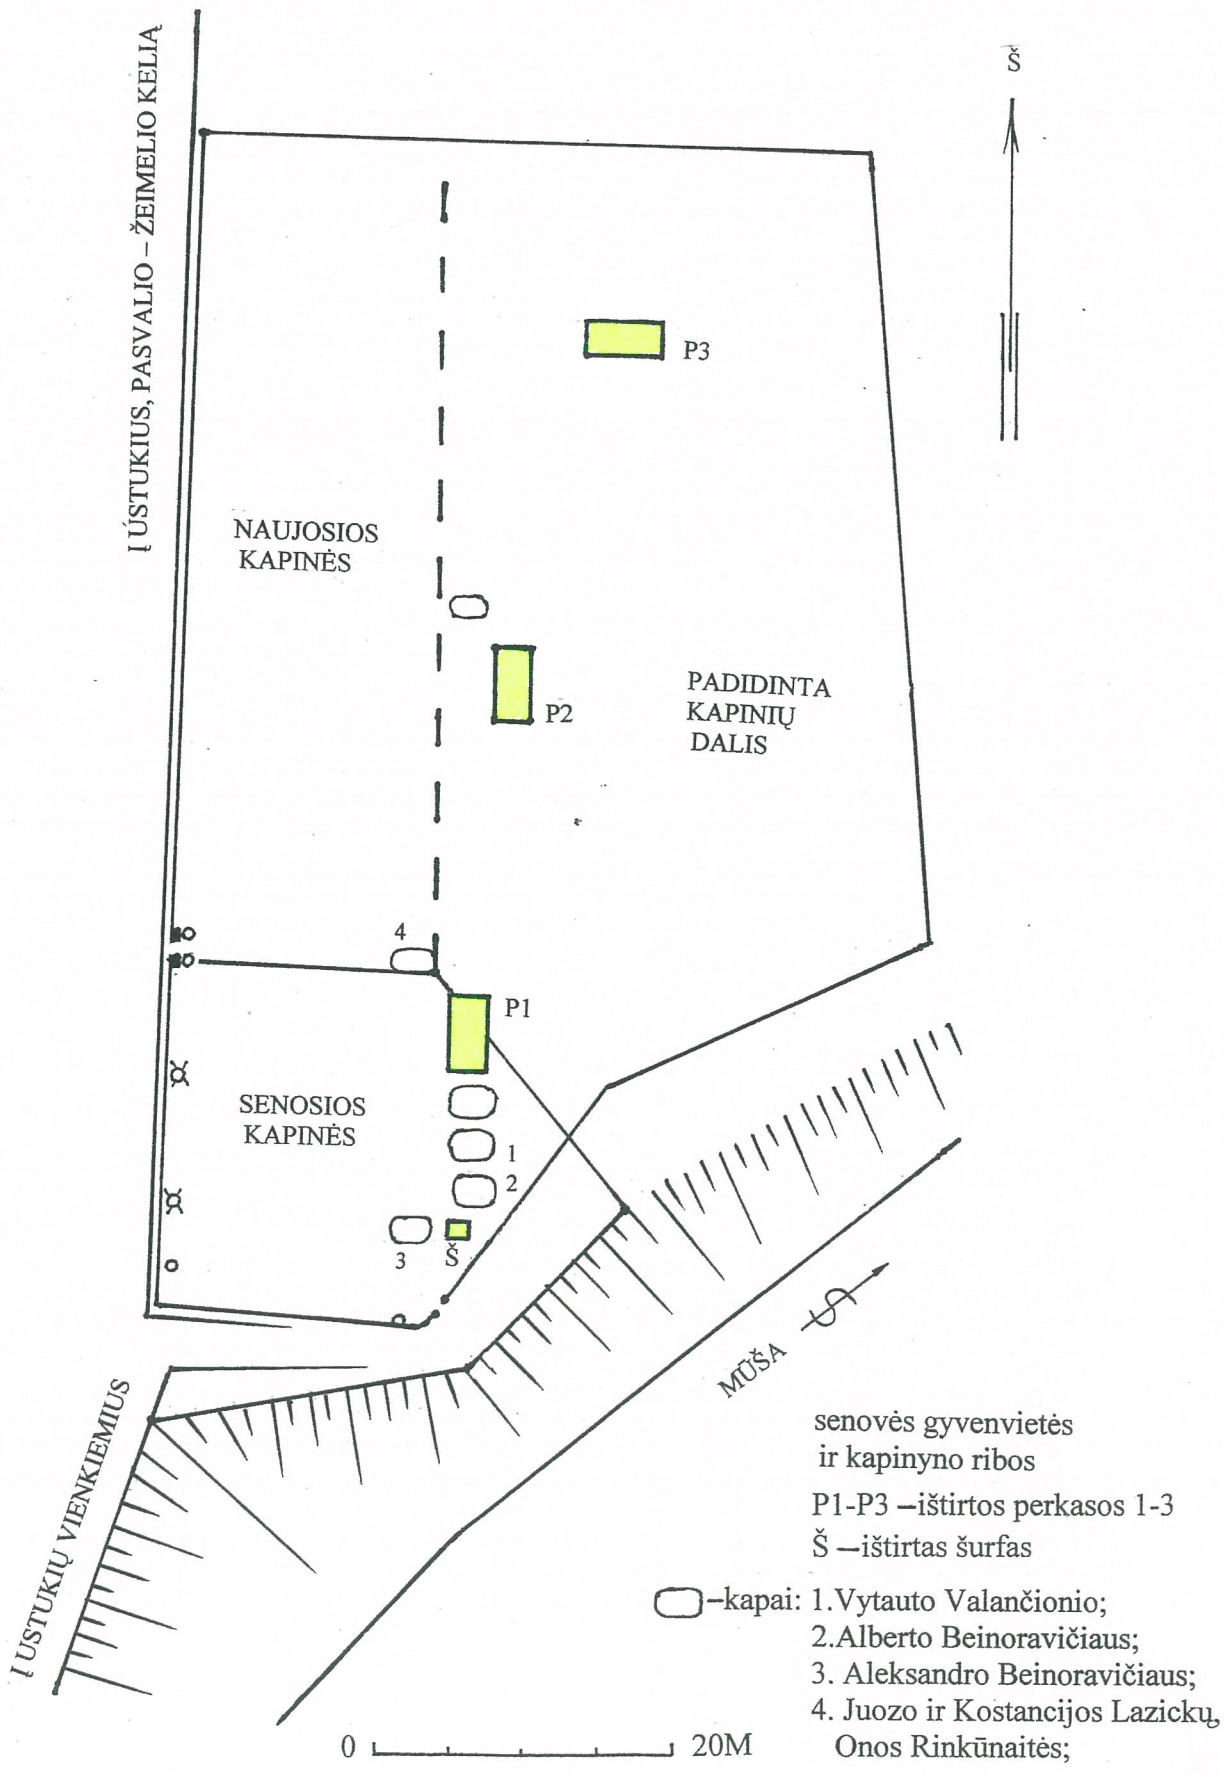 Š
Į ÚSTUKIUS, PASVALIO – ŽEIMELIO KELIĄ
P3
NAUJOSIOS
KAPINĖS
P2
PADIDINTA
KAPINIŲ
DALIS
4
P1
SENOSIOS
KAPINĖS
1
2
3
Š
MŪŠA
Į USTUKIŲ VIENKIEMIUS
senovės gyvenvietės
ir kapinyno ribos
P1-P3 –ištirtos perkasos 1-3
Š –ištirtas šurfas
–kapai: 1.Vytauto Valančionio;
2.Alberto Beinoravičiaus;
3. Aleksandro Beinoravičiaus;
4. Juozo ir Kostancijos Lazickų,
Onos Rinkūnaitės;
0 20M